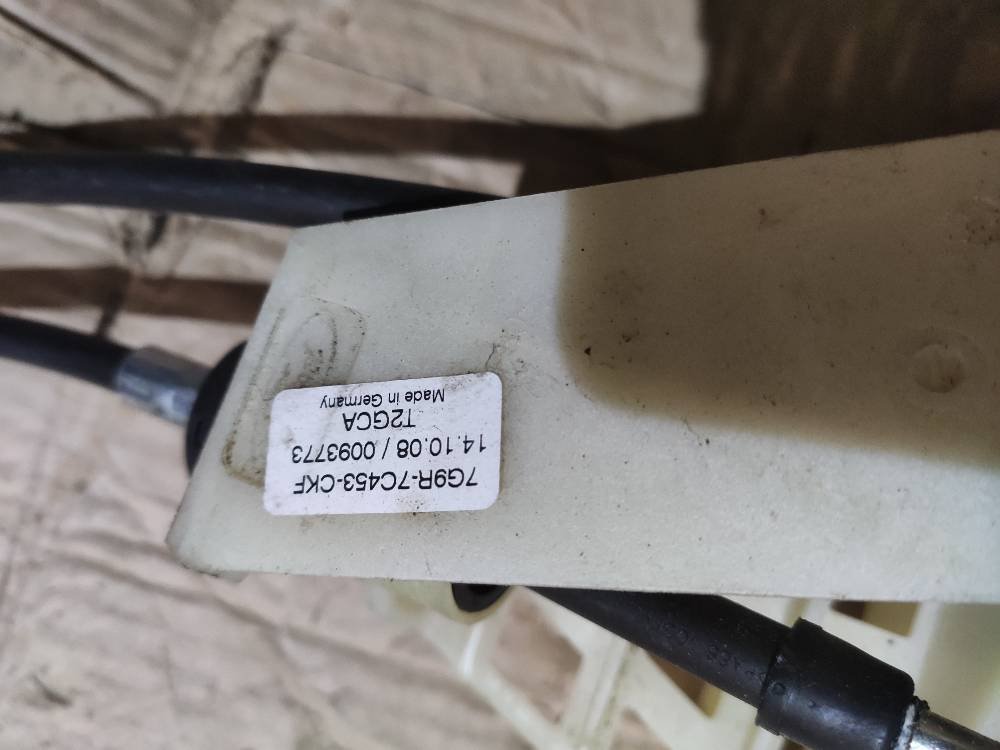 7G9R-7C453-CKF
14.10.08 / 0093773
T2GCA
Made in Germany